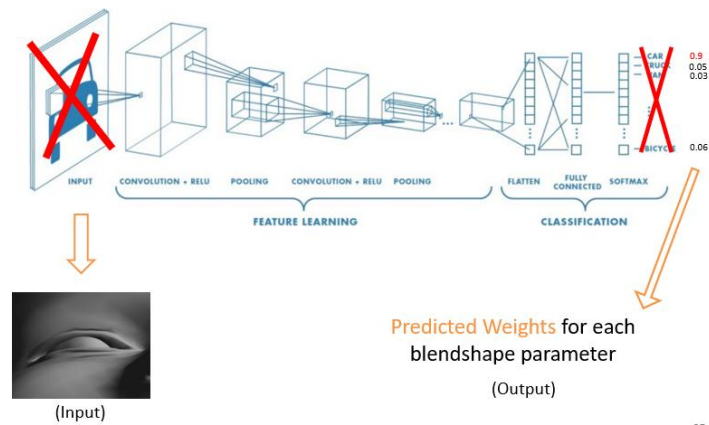 CAR 0.9
TRUCK 0.05
VAN 0.03
BICYCLE 0.06
INPUT CONVOLUTION + RELU POOLING CONVOLUTION + RELU POOLING FLATTEN FULLY CONNECTED SOFTMAX
FEATURE LEARNING CLASSIFICATION
Predicted Weights for each
blendshape parameter
(Output)
(Input)